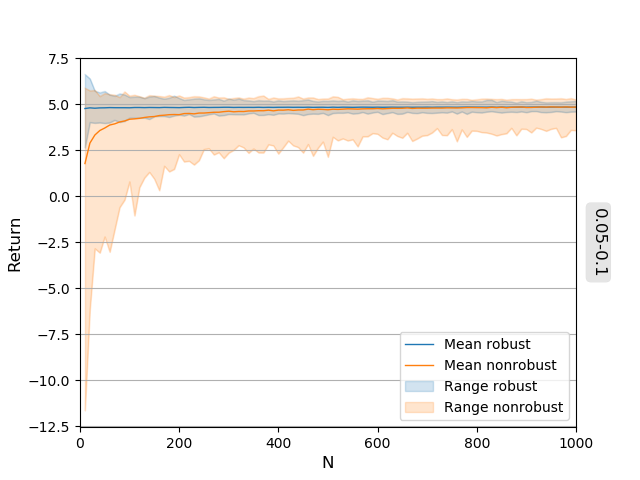 7.5
5.0
2.5
0.0
−2.5
−5.0
−7.5
−10.0
−12.5
Return
0
200
400
600
800
1000
N
0.05-0.1
Mean robust
Mean nonrobust
Range robust
Range nonrobust